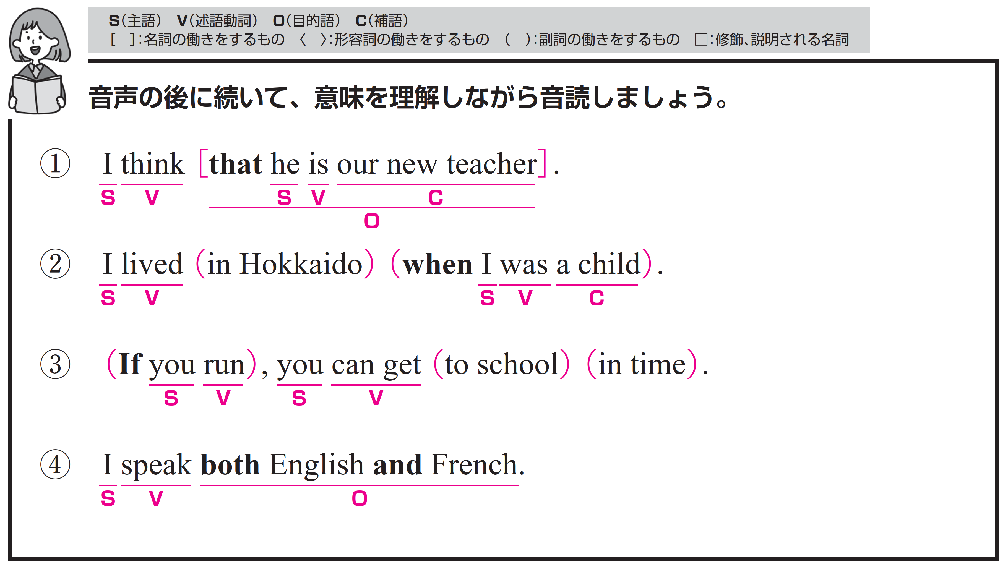 S（主語） V（述語動詞） O（目的語） C（補語）
［ ］：名詞の働きをするもの 〈 〉：形容詞の働きをするもの （ ）：副詞の働きをするもの □：修飾、説明される名詞
音声の後に続いて、意味を理解しながら音読しましょう。
① I think ［that he is our new teacher］.
S V S V C
O
② I lived （in Hokkaido）（when I was a child）.
S V S V C
③ （If you run）, you can get （to school）（in time）.
S V S V
④ I speak both English and French.
S V O